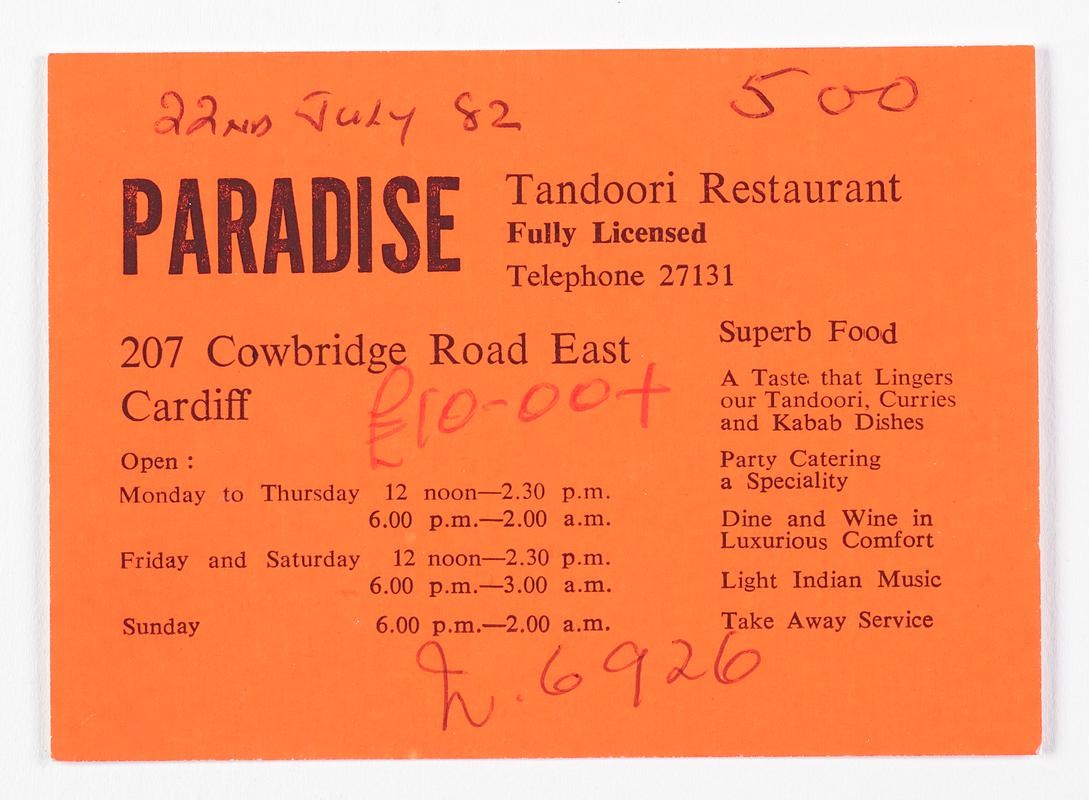 22ND July 82
500
PARADISE
Tandoori Restaurant
Fully Licensed
Telephone 27131
207 Cowbridge Road East
Cardiff
£10-00+
Open :
Monday to Thursday 12 noon—2.30 p.m.
6.00 p.m.—2.00 a.m.
Friday and Saturday 12 noon—2.30 p.m.
6.00 p.m.—3.00 a.m.
Sunday 6.00 p.m.—2.00 a.m.
Superb Food
A Taste that Lingers
our Tandoori, Curries
and Kabab Dishes
Party Catering
a Speciality
Dine and Wine in
Luxurious Comfort
Light Indian Music
Take Away Service
6926